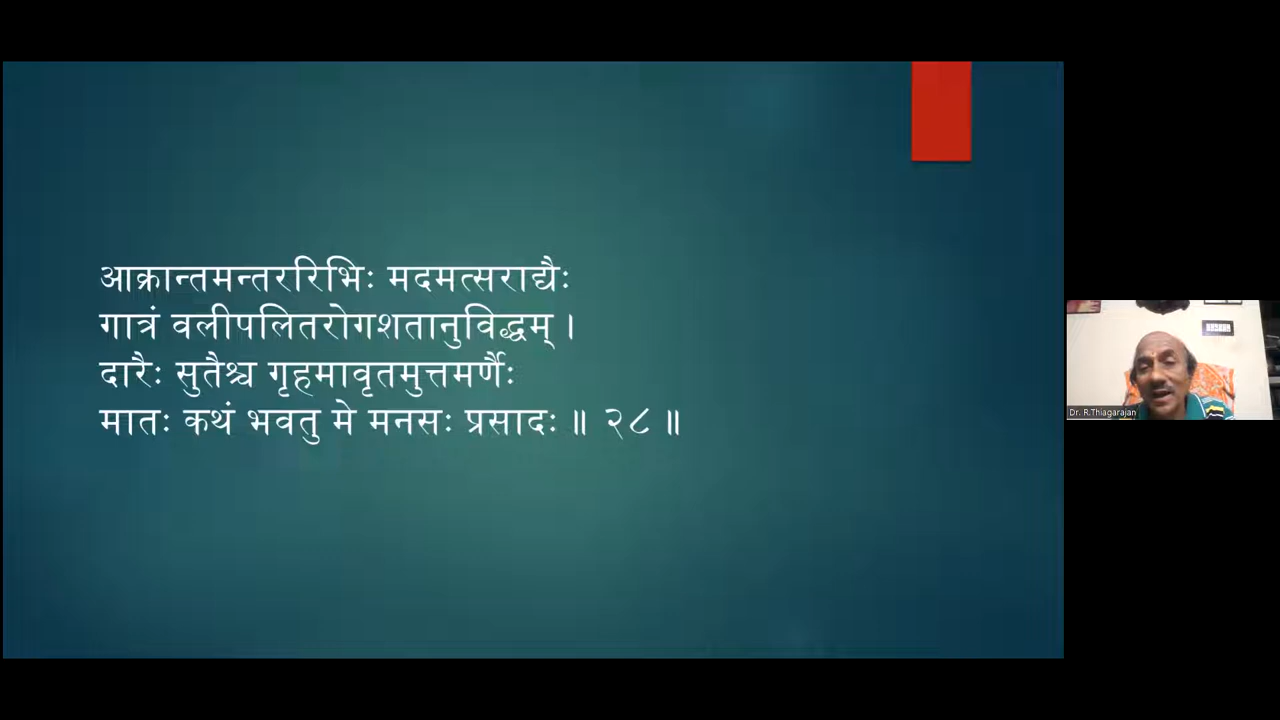 आक्रान्तमन्तररिभिः मदमत्सराद्यैः
गात्रं वलीपलितरोगशतानुविद्धम् ।
दारैः सुतैश्च गृहमावृतमुत्तमर्णैः
मातः कथं भवतु मे मनसः प्रसादः ॥ २८ ॥
Dr. R.Thiagarajan